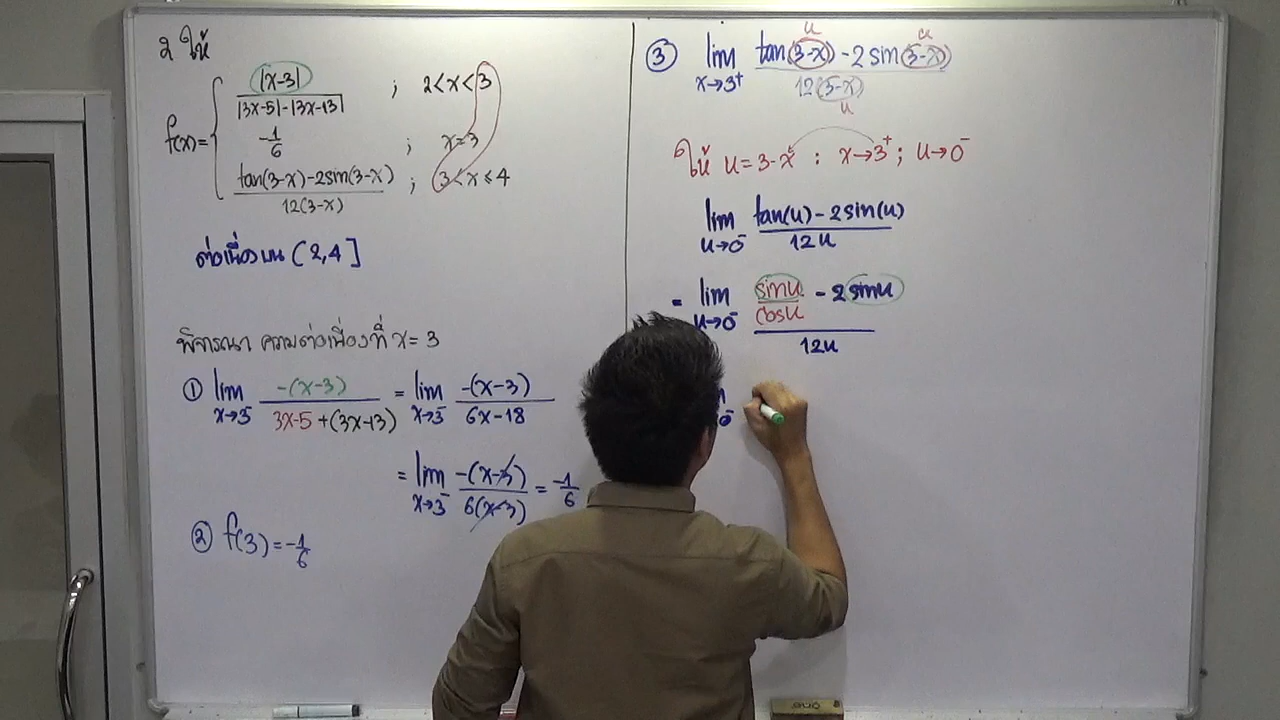 2 ให้
f(x) = { |x-3| / |3x-5|-|3x-13| ; 2<x<3
-1/6 ; x=3
tan(3-x)-2sin(3-x) / 12(3-x) ; 3<x≤4
ต่อเนื่องบน (2,4]
พิจารณา ความต่อเนื่องที่ x=3
① lim x→3⁻ -(x-3) / 3x-5+(3x-13) = lim x→3⁻ -(x-3) / 6x-18
= lim x→3⁻ -(x-3) / 6(x-3) = -1/6
② f(3) = -1/6
u u
③ lim x→3⁺ tan(3-x)-2sin(3-x) / 12(3-x)
u
ให้ u=3-x : x→3⁺ ; u→0⁻
lim u→0⁻ tan(u)-2sin(u) / 12u
= lim u→0⁻ sinu/cosu - 2sinu / 12u